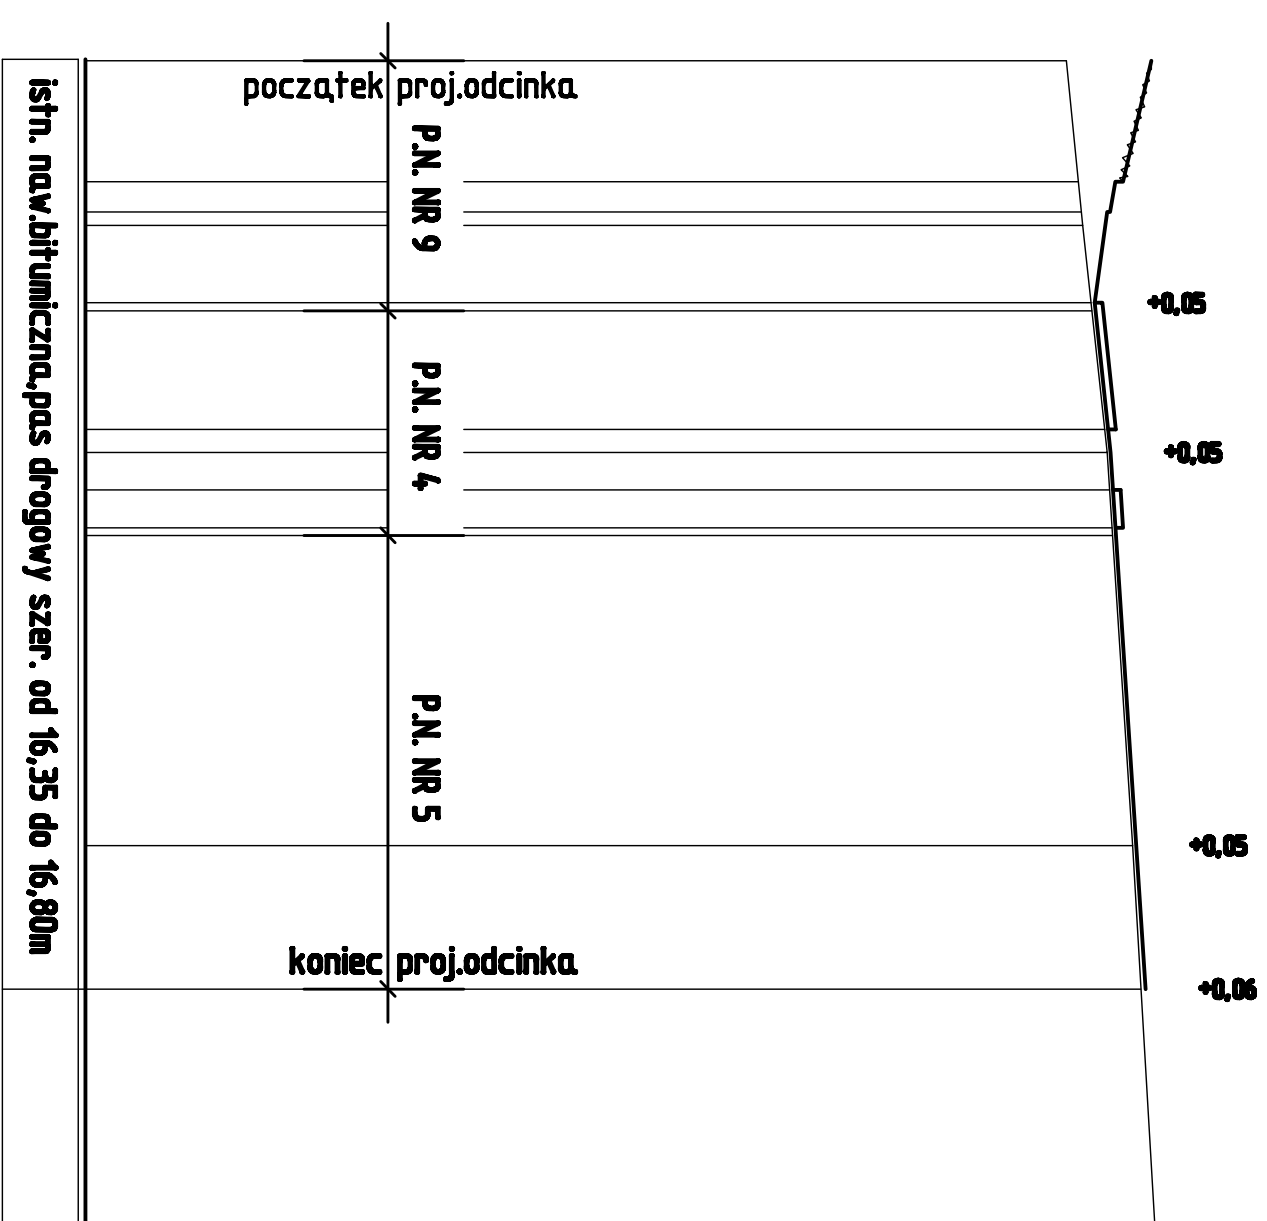 początek proj.odcinka
P.N. NR 9
+0,05
P.N. NR 4
+0,05
P.N. NR 5
+0,05
koniec proj.odcinka
+0,06
istn. naw.bitumiczna,pas drogowy szer. od 16,35 do 16,80m